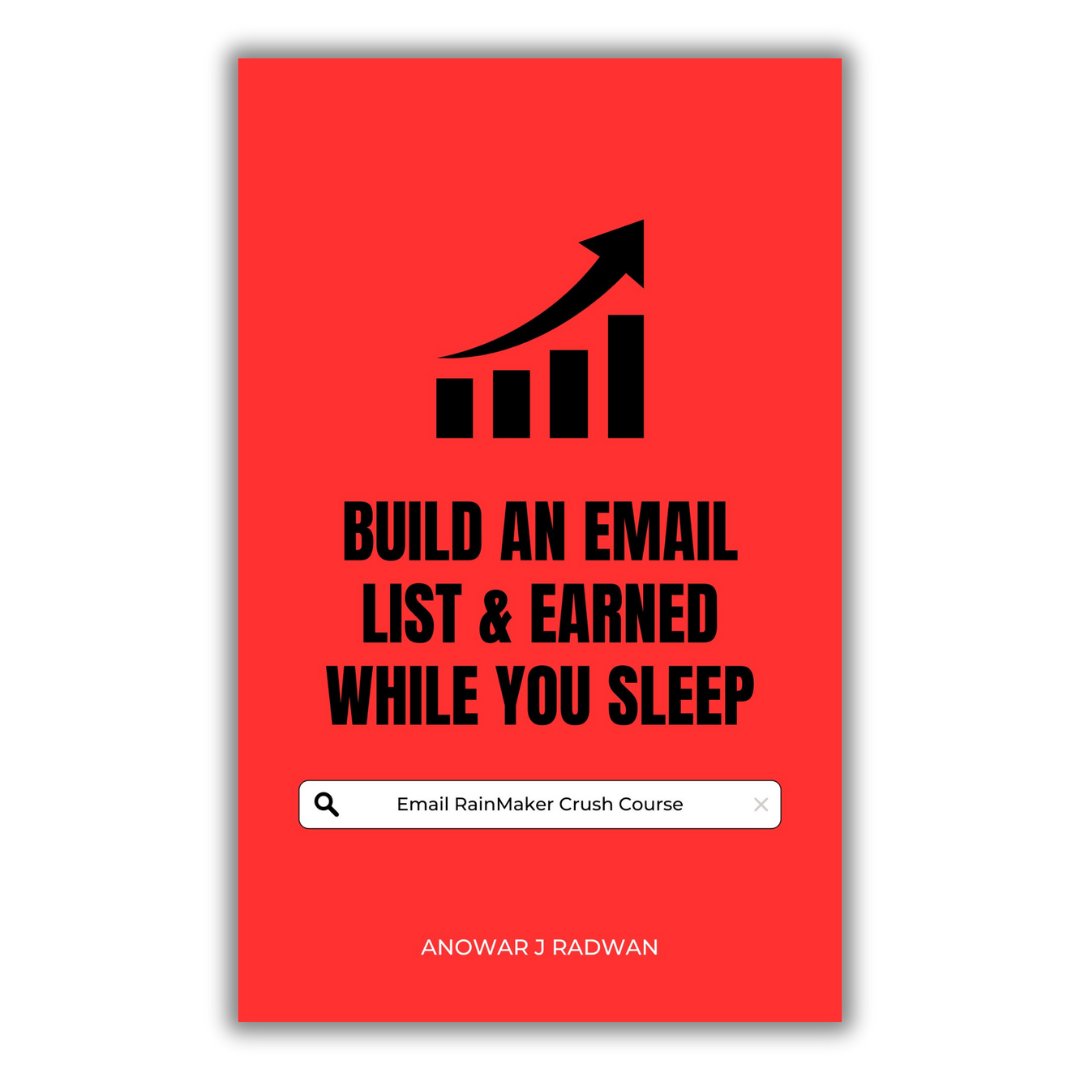 BUILD AN EMAIL
LIST & EARNED
WHILE YOU SLEEP
Email RainMaker Crush Course
ANOWAR J RADWAN